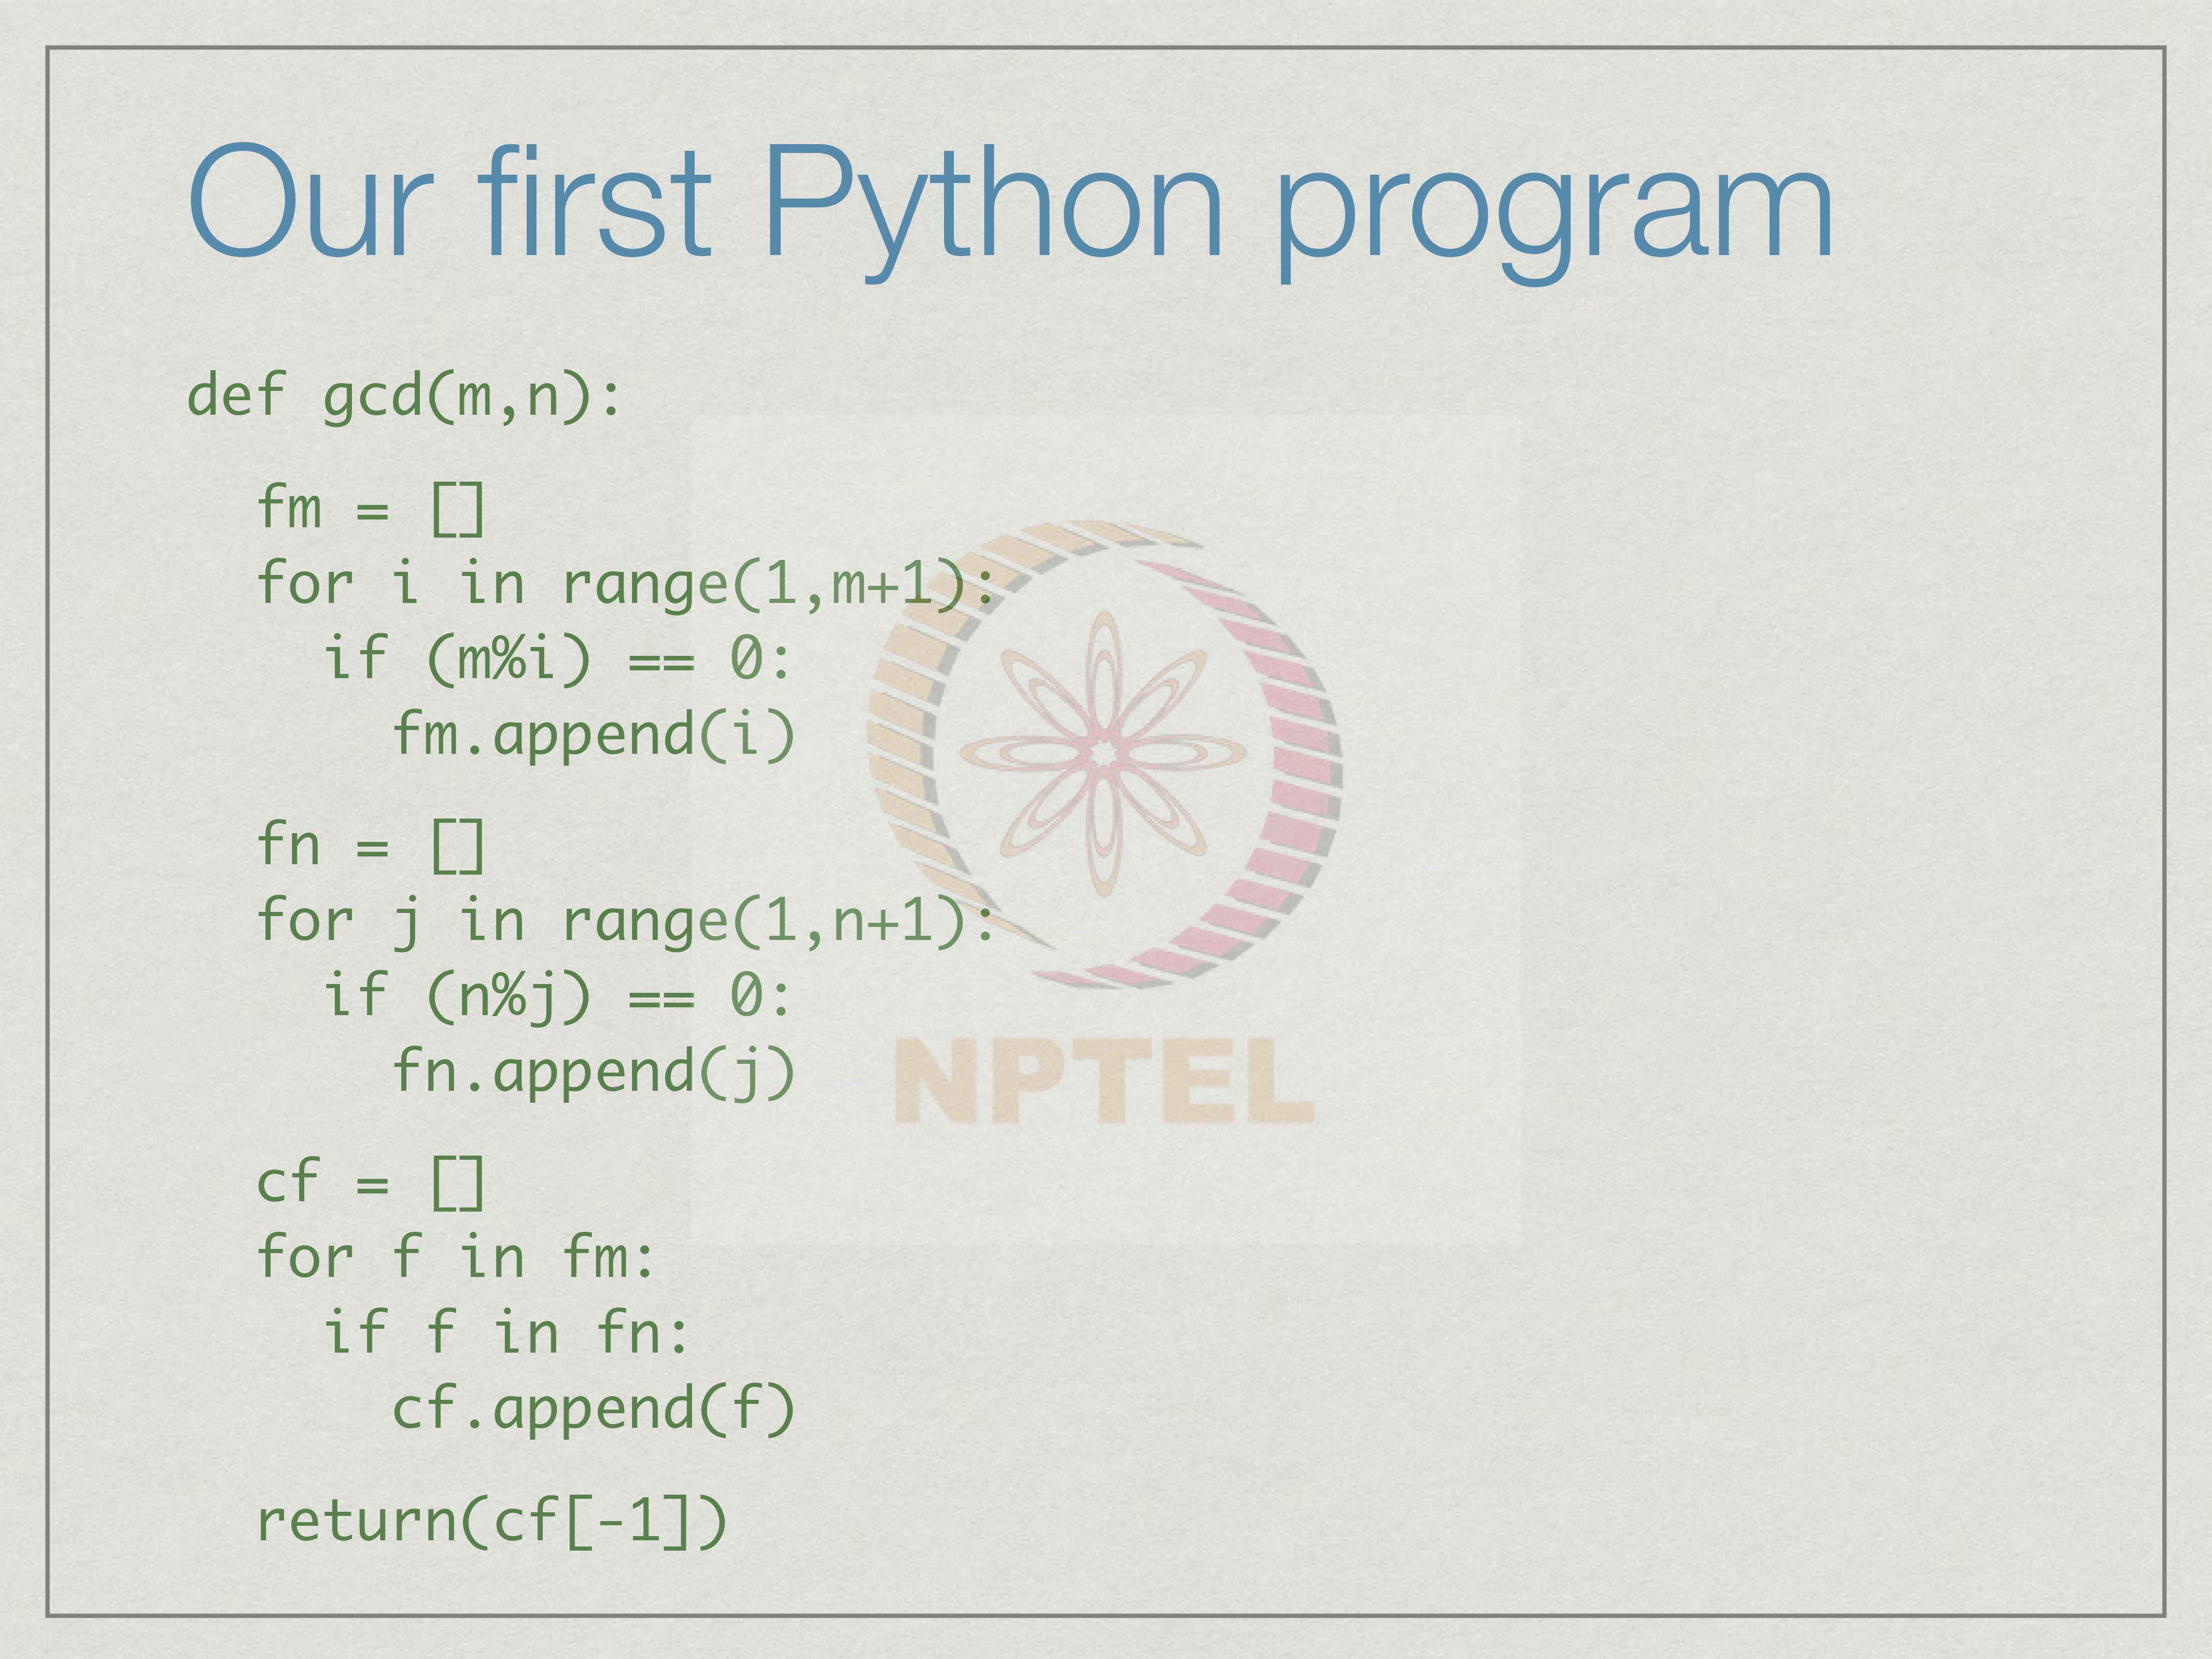 Our first Python program
def gcd(m,n):
  fm = []
  for i in range(1,m+1):
    if (m%i) == 0:
      fm.append(i)
  fn = []
  for j in range(1,n+1):
    if (n%j) == 0:
      fn.append(j)
  cf = []
  for f in fm:
    if f in fn:
      cf.append(f)
  return(cf[-1])
NPTEL